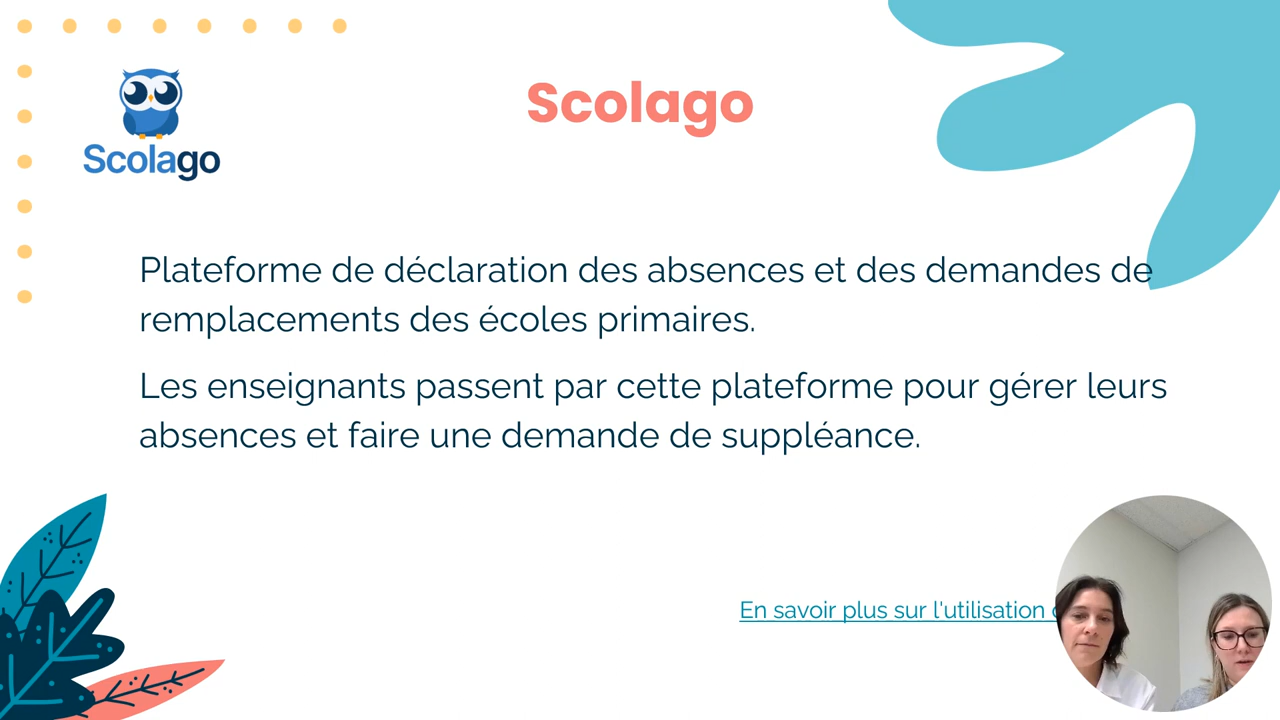 Scolago
Scolago
Plateforme de déclaration des absences et des demandes de
remplacements des écoles primaires.
Les enseignants passent par cette plateforme pour gérer leurs
absences et faire une demande de suppléance.
En savoir plus sur l'utilisation